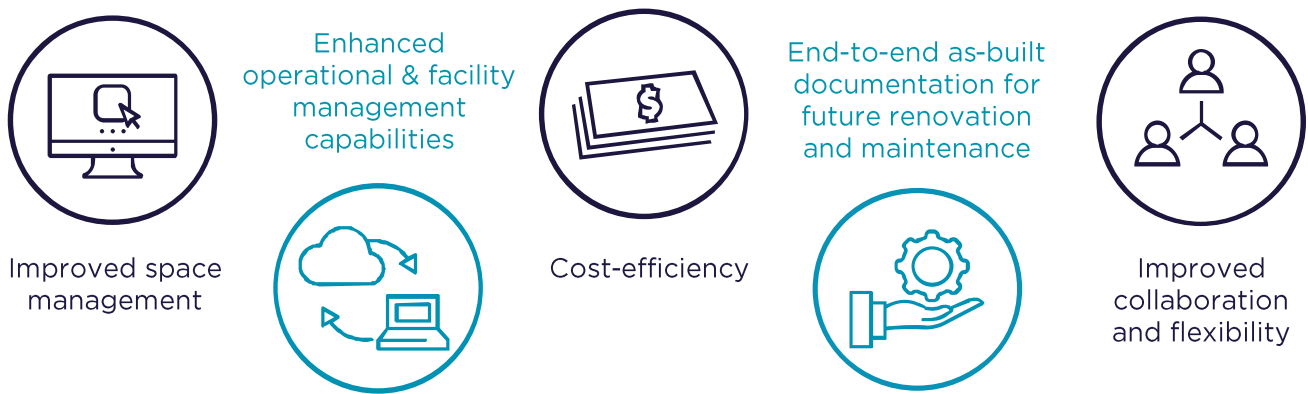 Improved space
management
Enhanced
operational & facility
management
capabilities
Cost-efficiency
End-to-end as-built
documentation for
future renovation
and maintenance
Improved
collaboration
and flexibility